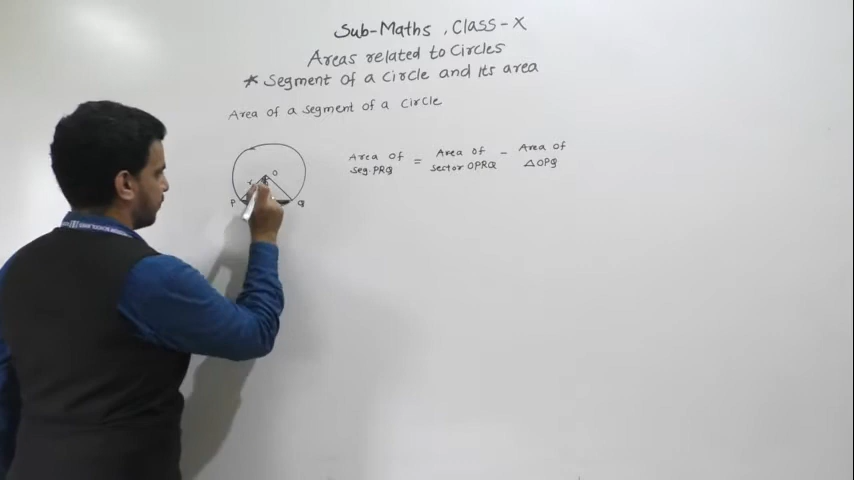 Sub-Maths, Class-X
Areas related to Circles
* Segment of a Circle and its area
Area of a Segment of a Circle
Area of seg.PRQ = Area of Sector OPRQ - Area of △OPQ
O
r
P
Q